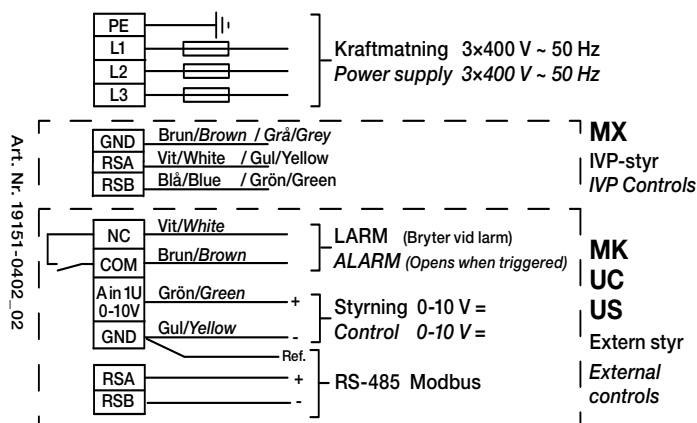 PE
L1
L2
L3
Kraftmatning 3×400 V ~ 50 Hz
Power supply 3×400 V ~ 50 Hz
Art. Nr. 19151-0402_02
GND Brun/Brown / Grå/Grey
RSA Vit/White / Gul/Yellow
RSB Blå/Blue / Grön/Green
MX
IVP-styr
IVP Controls
NC Vit/White
COM Brun/Brown
LARM (Bryter vid larm)
ALARM (Opens when triggered)
Ain 1U
0-10V
Grön/Green +
GND Gul/Yellow -
Styrning 0-10 V =
Control 0-10 V =
Ref.
RSA +
RSB -
RS-485 Modbus
MK
UC
US
Extern styr
External
controls